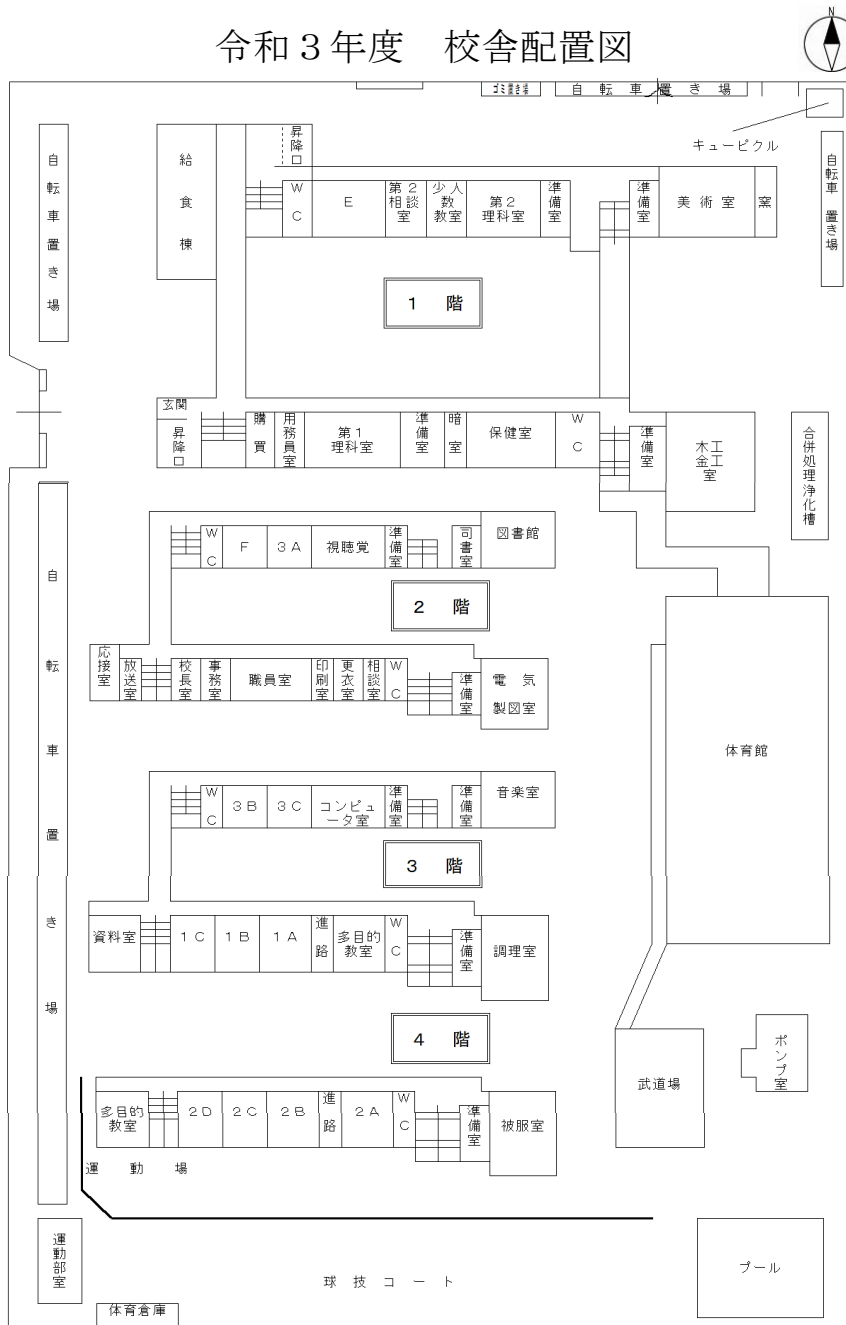 令和３年度　校舎配置図
N
ゴミ置き場
自転車置き場
キュービクル
自転車置き場
自転車置き場
給食棟
昇降口
ＷＣ
Ｅ
第２相談室
少人数教室
第２理科室
準備室
準備室
美術室
窯
１　階
玄関
昇降口
購買
用務員室
第１理科室
準備室
暗室
保健室
ＷＣ
準備室
木工金工室
合併処理浄化槽
自転車置き場
ＷＣ
Ｆ
３Ａ
視聴覚
準備室
司書室
図書館
２　階
応接室
放送室
校長室
事務室
職員室
印刷室
更衣室
相談室
ＷＣ
準備室
電気製図室
体育館
ＷＣ
３Ｂ
３Ｃ
コンピュータ室
準備室
準備室
音楽室
３　階
資料室
１Ｃ
１Ｂ
１Ａ
進路
多目的教室
ＷＣ
準備室
調理室
４　階
武道場
ポンプ室
多目的教室
２Ｄ
２Ｃ
２Ｂ
進路
２Ａ
ＷＣ
準備室
被服室
運動場
運動部室
球技コート
プール
体育倉庫